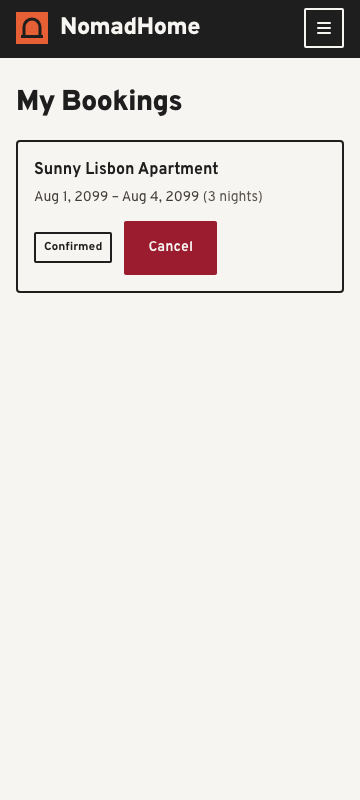 NomadHome
My Bookings
Sunny Lisbon Apartment
Aug 1, 2099 – Aug 4, 2099 (3 nights)
Confirmed
Cancel